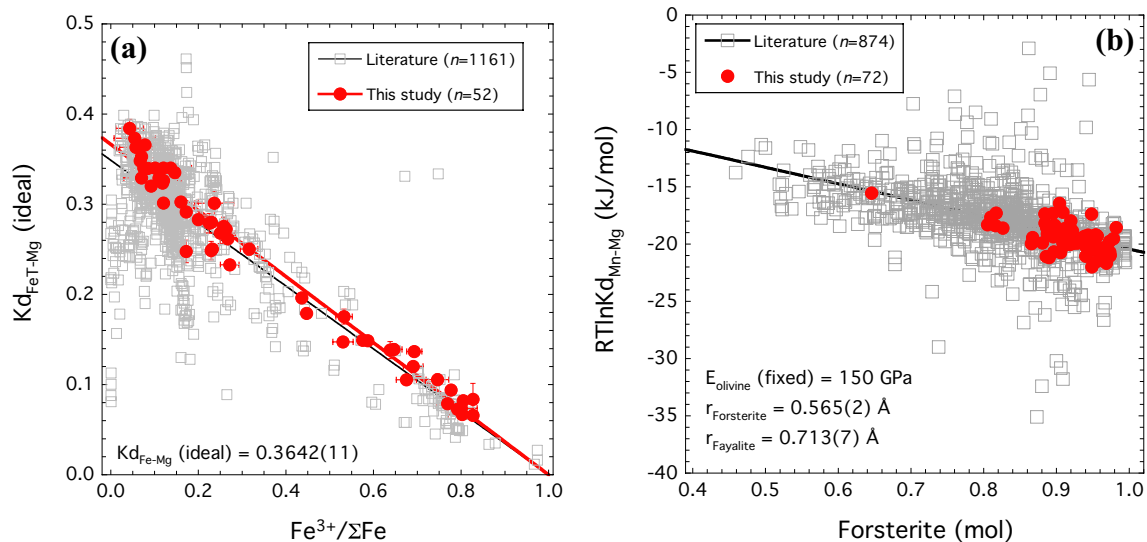 (a)
Literature (n=1161)
This study (n=52)
0.5
0.4
0.3
0.2
0.1
0.0
Kd_FeT-Mg (ideal)
Kd_Fe-Mg (ideal) = 0.3642(11)
0.0 0.2 0.4 0.6 0.8 1.0
Fe³⁺/ΣFe
(b)
Literature (n=874)
This study (n=72)
0
-5
-10
-15
-20
-25
-30
-35
-40
RTlnKd_Mn-Mg (kJ/mol)
E_olivine (fixed) = 150 GPa
r_Forsterite = 0.565(2) Å
r_Fayalite = 0.713(7) Å
0.4 0.5 0.6 0.7 0.8 0.9 1.0
Forsterite (mol)